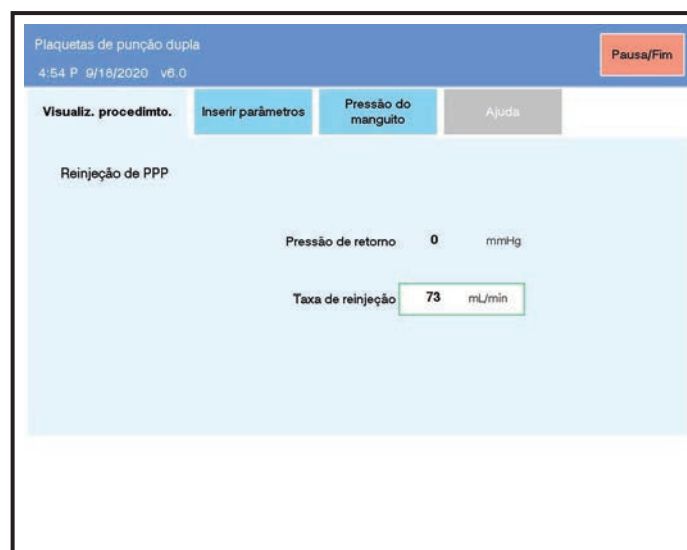 Plaquetas de punção dupla
4:54 P 9/16/2020 v6.0
Pausa/Fim
Visualiz. procedimto.
Inserir parâmetros
Pressão do
manguito
Ajuda
Reinjeção de PPP
Pressão de retorno 0 mmHg
Taxa de reinjeção 73 mL/min